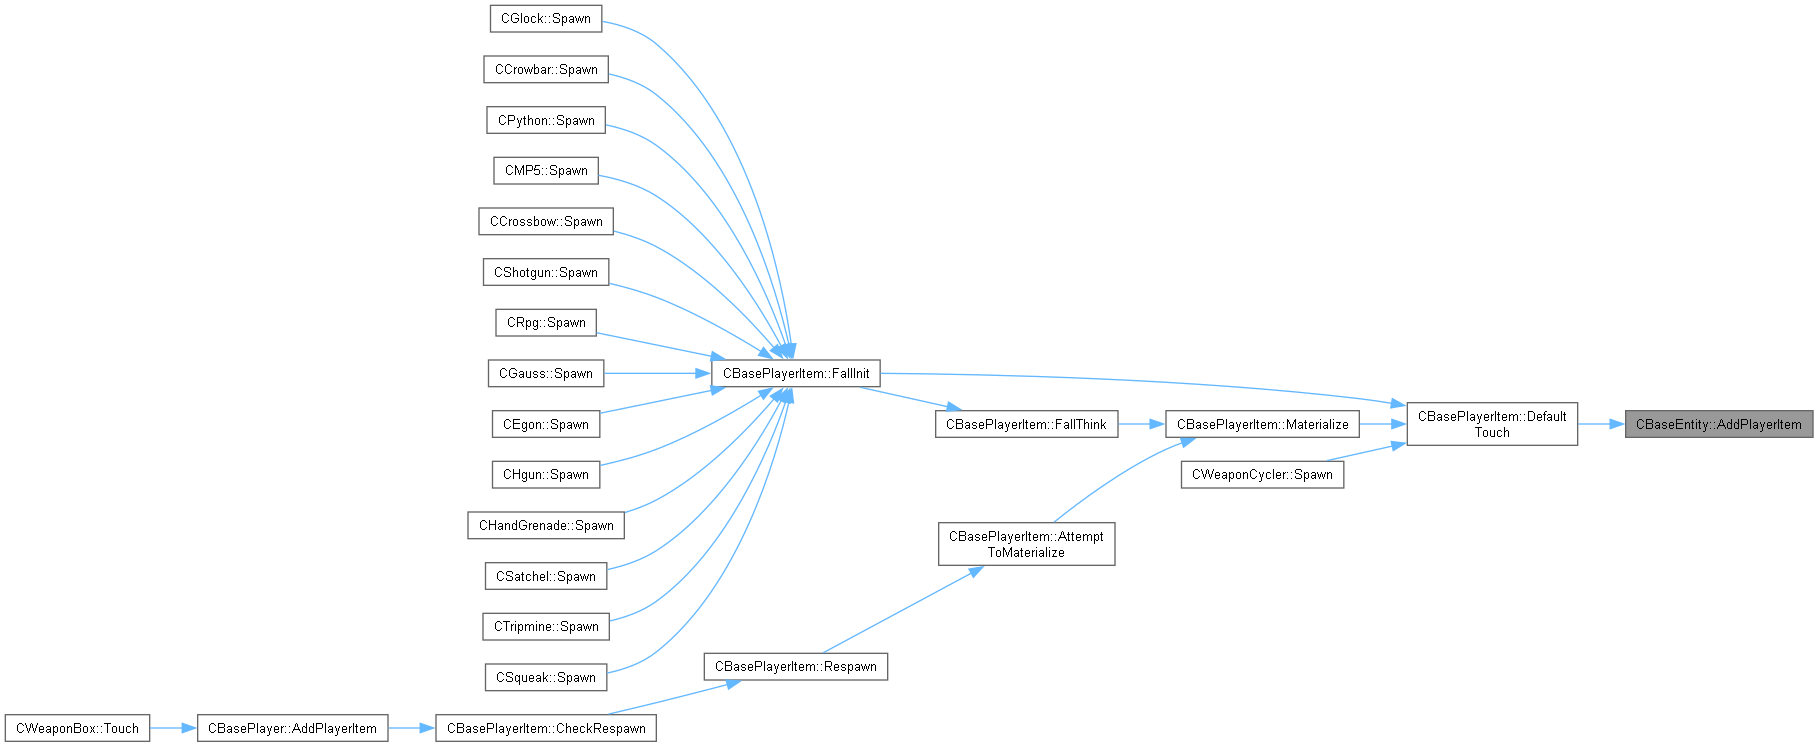 CGlock::Spawn
CCrowbar::Spawn
CPython::Spawn
CMP5::Spawn
CCrossbow::Spawn
CShotgun::Spawn
CRpg::Spawn
CGauss::Spawn
CEgon::Spawn
CHgun::Spawn
CHandGrenade::Spawn
CSatchel::Spawn
CTripmine::Spawn
CSqueak::Spawn
CWeaponBox::Touch
CBasePlayer::AddPlayerItem
CBasePlayerItem::CheckRespawn
CBasePlayerItem::FallInit
CBasePlayerItem::Respawn
CBasePlayerItem::FallThink
CBasePlayerItem::Attempt
ToMaterialize
CBasePlayerItem::Materialize
CWeaponCycler::Spawn
CBasePlayerItem::Default
Touch
CBaseEntity::AddPlayerItem